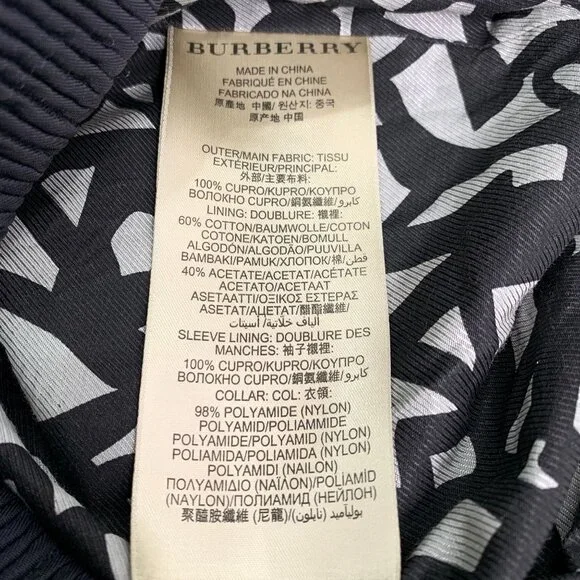 BURBERRY
MADE IN CHINA
FABRIQUÉ EN CHINE
FABRICADO NA CHINA
原產地 中國/ 원산지: 중국
原产地 中国
OUTER/MAIN FABRIC: TISSU
EXTÉRIEUR/PRINCIPAL:
外部/主要布料:
100% CUPRO/KUPRO/ΚΟΥΠΡΟ
ВОЛОКНО CUPRO/銅氨纖維/كابرو
LINING: DOUBLURE: 襯裡:
60% COTTON/BAUMWOLLE/COTON
COTONE/KATOEN/BOMULL
ALGODÓN/ALGODÃO/PUUVILLA
BAMBAKI/PAMUK/ХЛОПОК/棉/قطن
40% ACETATE/ACETAT/ACÉTATE
ACETATO/ACETAAT
ASETAATTI/ΟΞΙΚΟΣ ΕΣΤΕΡΑΣ
ASETAT/АЦЕТАТ/醋酯纖維/
ألياف خلاتية/ أسيتات
SLEEVE LINING: DOUBLURE DES
MANCHES: 袖子襯裡:
100% CUPRO/KUPRO/ΚΟΥΠΡΟ
ВОЛОКНО CUPRO/銅氨纖維/كابرو
COLLAR: COL: 衣領:
98% POLYAMIDE (NYLON)
POLYAMID/POLIAMMIDE
POLYAMIDE/POLYAMID (NYLON)
POLIAMIDA/POLIAMIDA (NYLON)
POLYAMIDI (NAILON)
ΠΟΛΥΑΜΙΔΙΟ (ΝΑΪΛΟΝ)/POLİAMİD
(NAYLON)/ПОЛИАМИД (НЕЙЛОН)
聚醯胺纖維 (尼龍)/(نايلون) بوليآميد